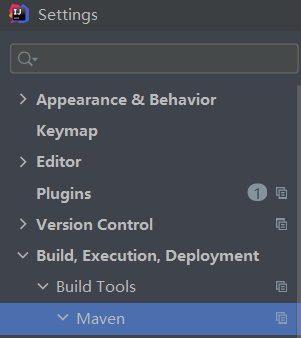 Settings
Appearance & Behavior
Keymap
Editor
Plugins 1
Version Control
Build, Execution, Deployment
Build Tools
Maven